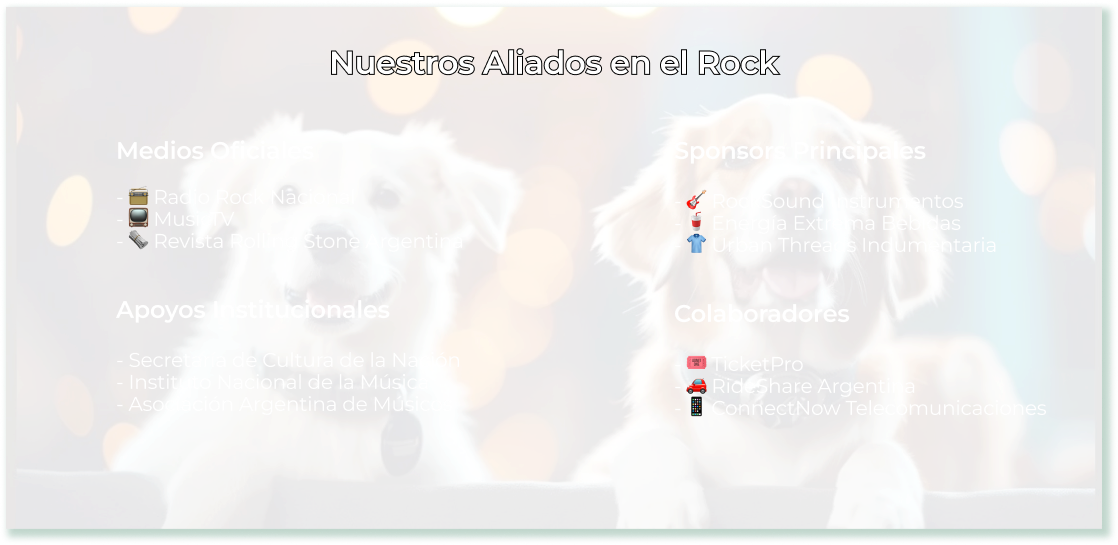 Nuestros Aliados en el Rock
Medios Oficiales
- Radio Rock Nacional
- MusicTV
- Revista Rolling Stone Argentina
Apoyos Institucionales
- Secretaría de Cultura de la Nación
- Instituto Nacional de la Música
- Asociación Argentina de
Sponsors Principales
- RockSound Instrumentos
- Energía Extrema Bebidas
- Urban Threads Indumentaria
Colaboradores
- TicketPro
- RideShare Argentina
- ConnectNow Telecomunicaciones